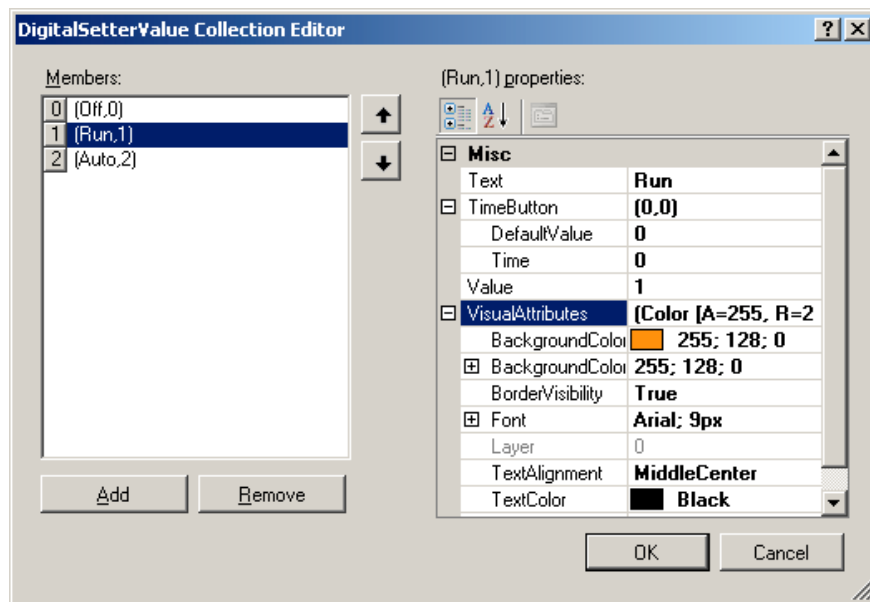 DigitalSetterValue Collection Editor
Members:
0 (Off,0)
1 (Run,1)
2 (Auto,2)
Add
Remove
(Run,1) properties:
Misc
Text Run
TimeButton (0,0)
DefaultValue 0
Time 0
Value 1
VisualAttributes (Color [A=255, R=2
BackgroundColor 255; 128; 0
BackgroundColor 255; 128; 0
BorderVisibility True
Font Arial; 9px
Layer 0
TextAlignment MiddleCenter
TextColor Black
OK
Cancel